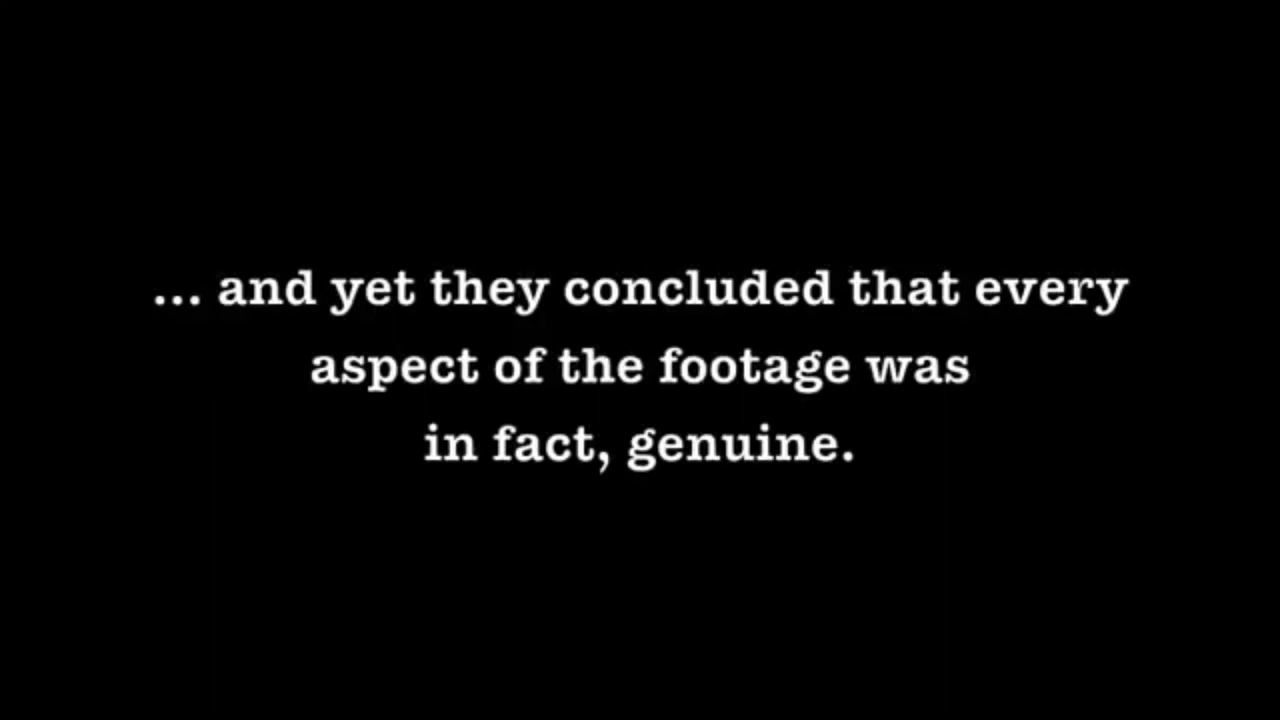 ... and yet they concluded that every
aspect of the footage was
in fact, genuine.